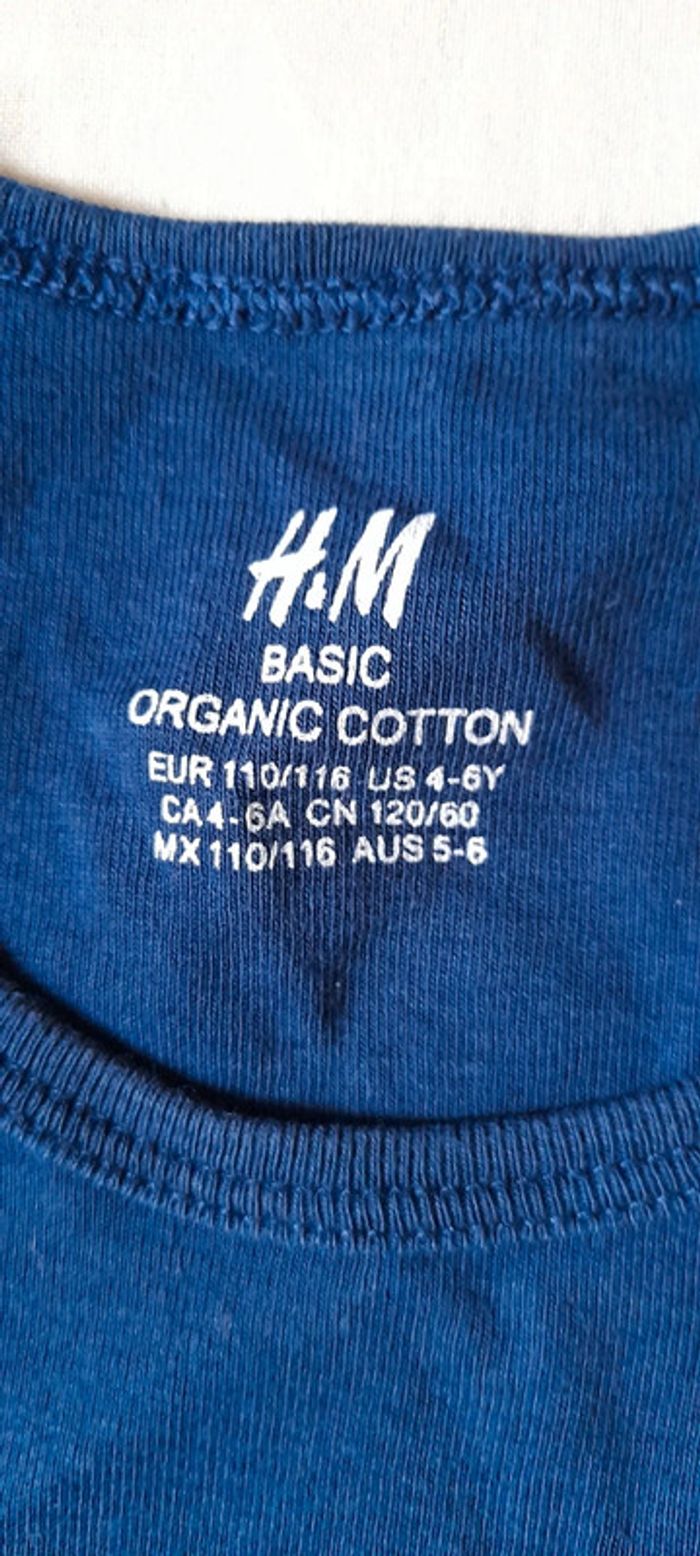 H&M
BASIC
ORGANIC COTTON
EUR 110/116 US 4-6Y
CA 4-6A CN 120/60
MX 110/116 AUS 5-6